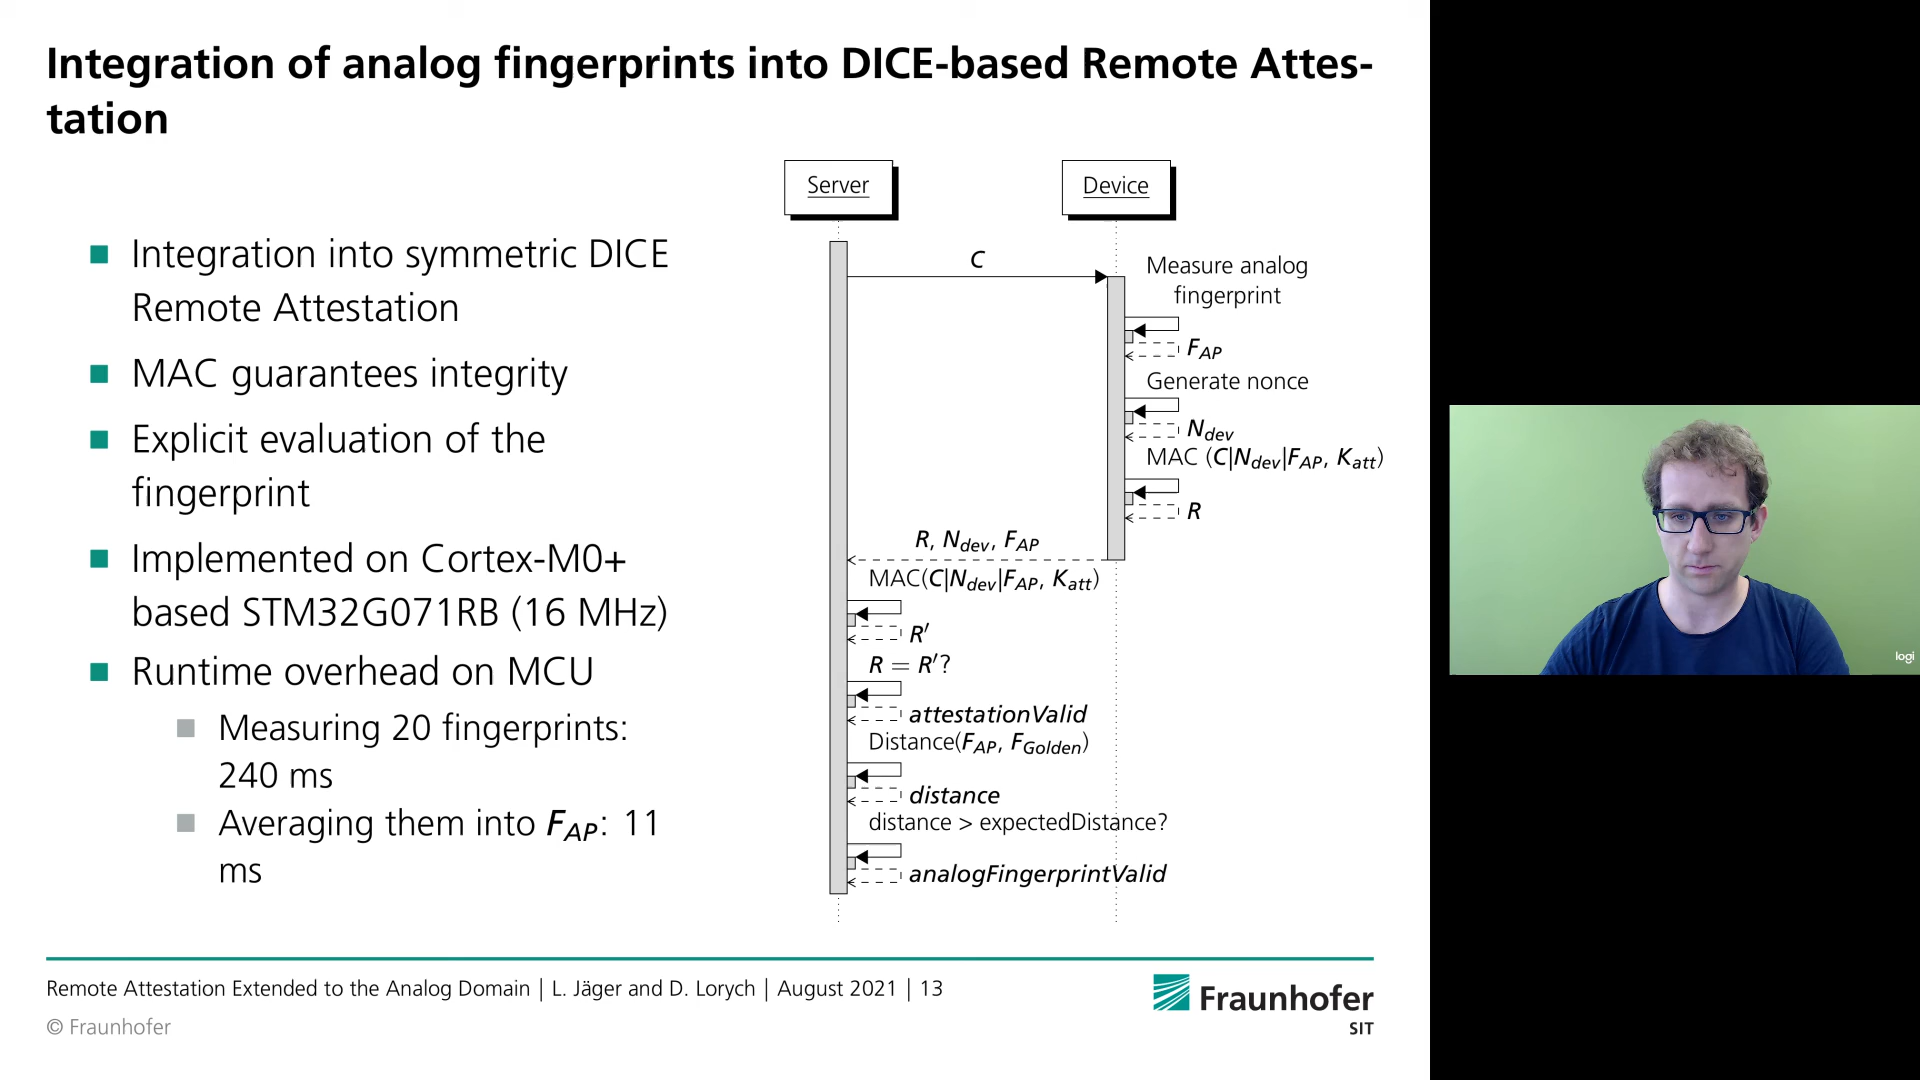 Integration of analog fingerprints into DICE-based Remote Attes-
tation
Integration into symmetric DICE
Remote Attestation
MAC guarantees integrity
Explicit evaluation of the
fingerprint
Implemented on Cortex-M0+
based STM32G071RB (16 MHz)
Runtime overhead on MCU
Measuring 20 fingerprints:
240 ms
Averaging them into F_AP: 11
ms
Server
Device
C
Measure analog
fingerprint
F_AP
Generate nonce
N_dev
MAC (C|N_dev|F_AP, K_att)
R
R, N_dev, F_AP
MAC(C|N_dev|F_AP, K_att)
R′
R = R′?
attestationValid
Distance(F_AP, F_Golden)
distance
distance > expectedDistance?
analogFingerprintValid
Remote Attestation Extended to the Analog Domain | L. Jäger and D. Lorych | August 2021 | 13
© Fraunhofer
Fraunhofer
SIT
logi